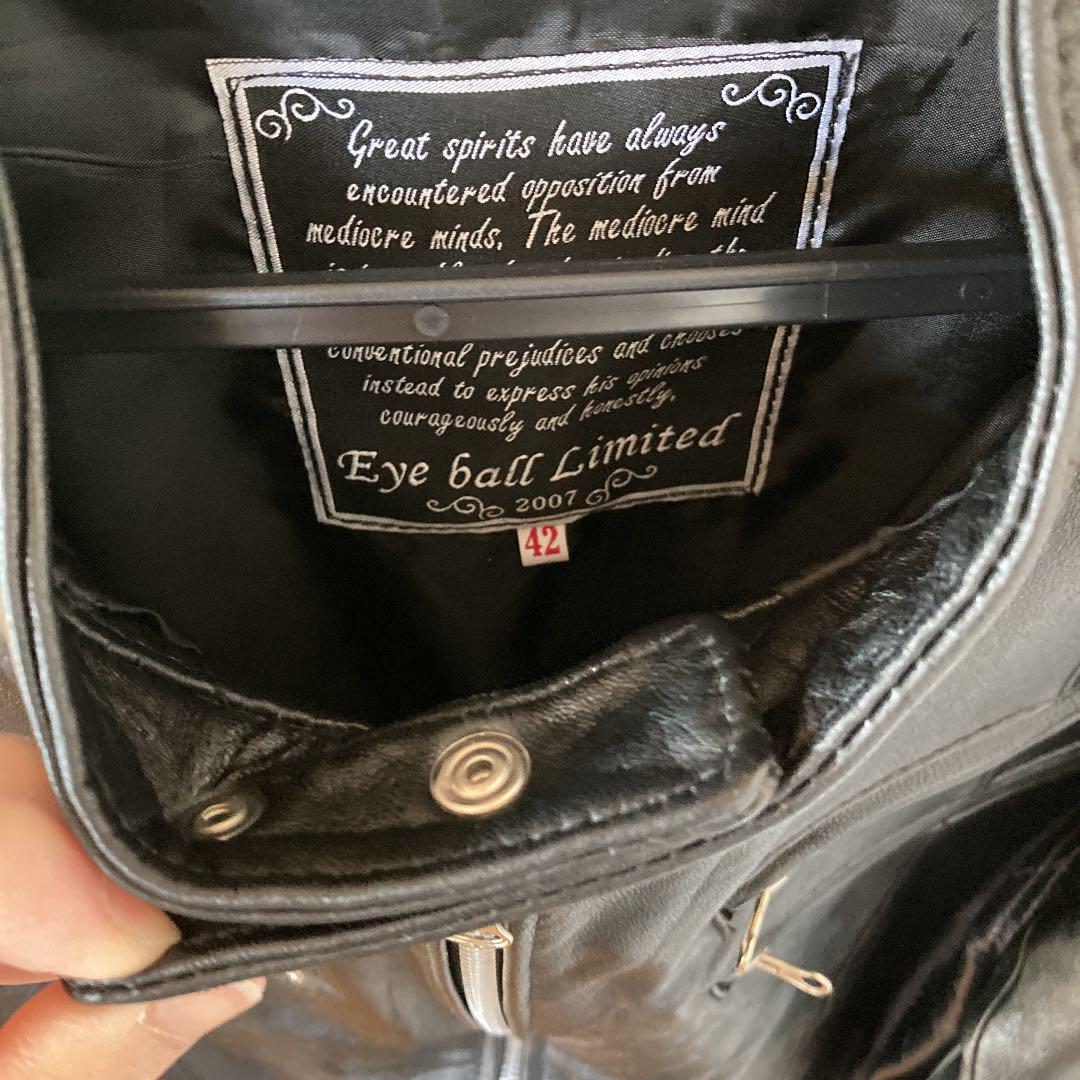 Great spirits have always
encountered opposition from
mediocre minds. The mediocre mind
the
conventional prejudices and chooses
instead to express his opinions
courageously and honestly.
Eye ball Limited
2007
42